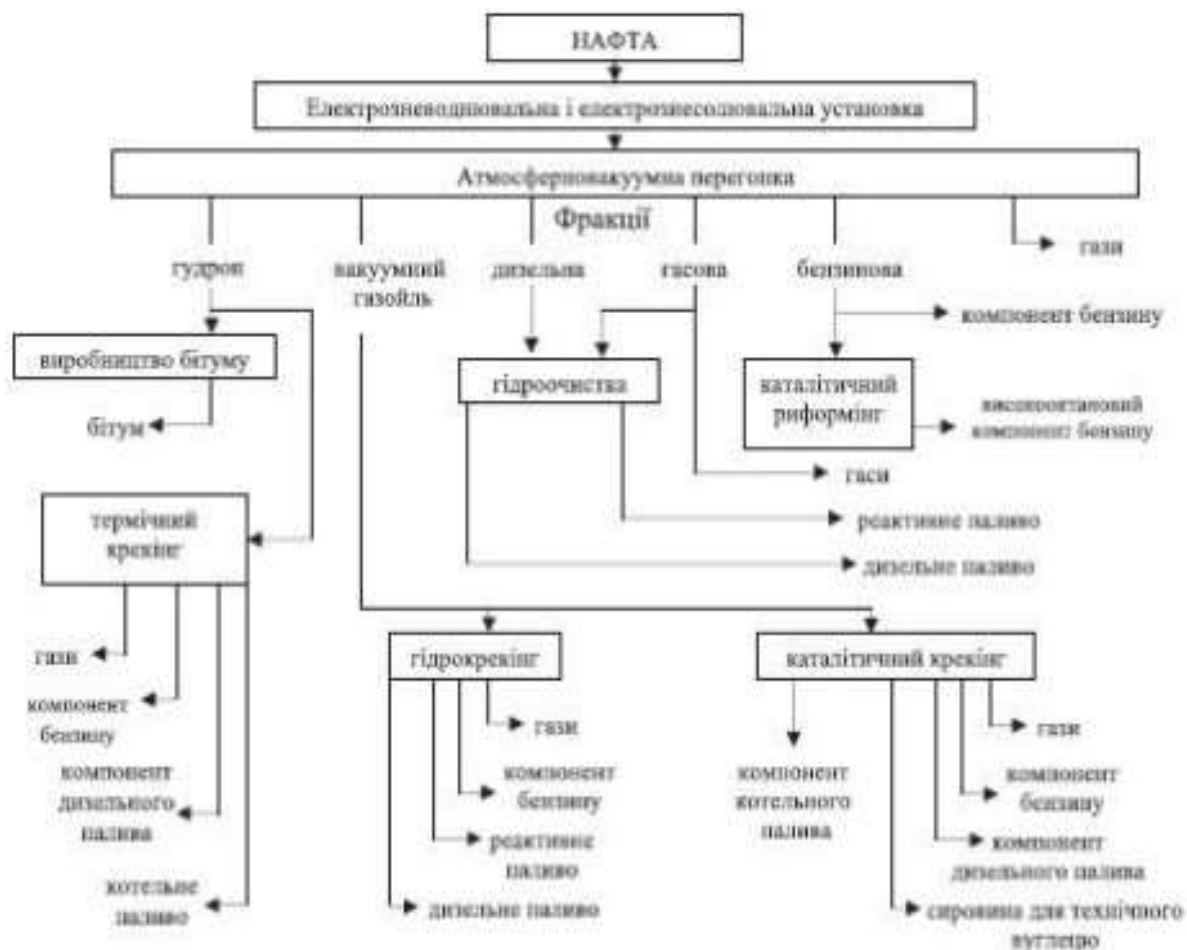 НАФТА
Електрозневоднювальна і електрознесолювальна установка
Атмосферновакуумна перегонка
Фракції
гази
гудрон
вакуумний
газойль
дизельна
гасова
бензинова
компонент бензину
виробництво бітуму
гідроочистка
каталітичний
риформінг
високооктановий
компонент бензину
бітум
гаси
термічний
крекінг
реактивне паливо
дизельне паливо
гідрокрекінг
каталітичний крекінг
гази
компонент
бензину
гази
гази
компонент
дизельного
палива
компонент
бензину
компонент
котельного
палива
компонент
бензину
реактивне
паливо
компонент
дизельного палива
котельне
паливо
дизельне паливо
сировина для технічного
вуглецю